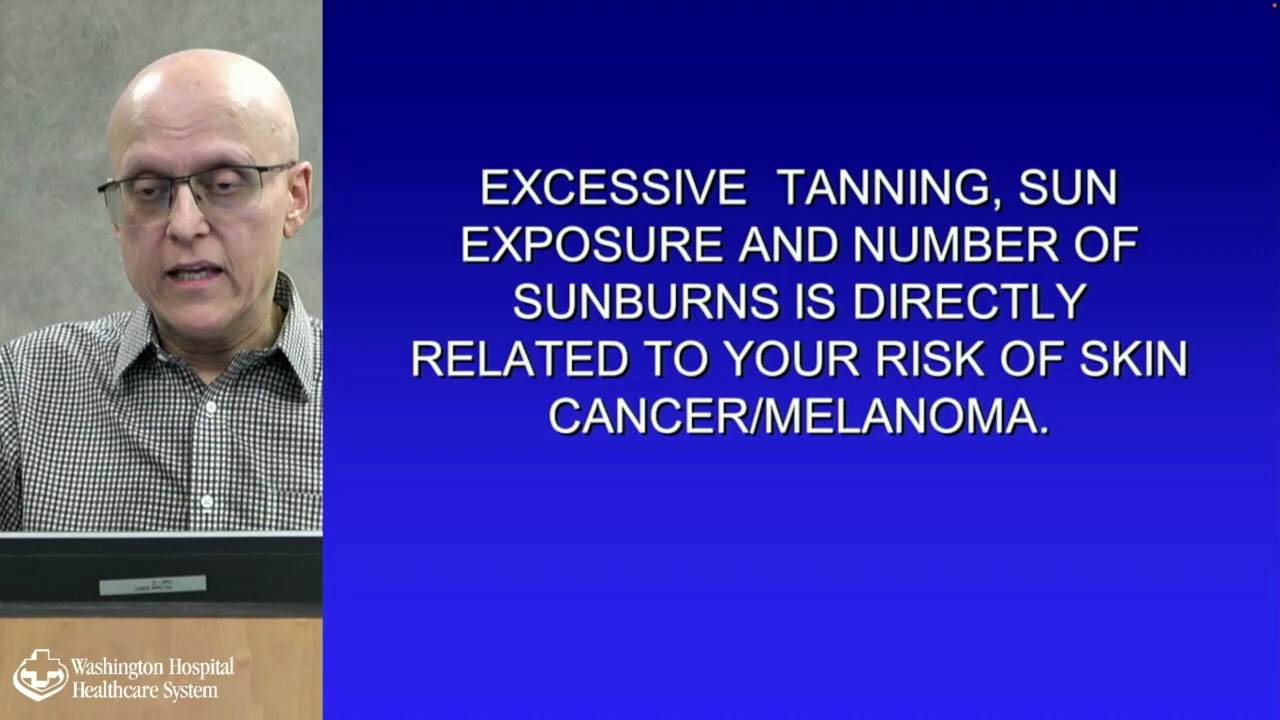 EXCESSIVE TANNING, SUN
EXPOSURE AND NUMBER OF
SUNBURNS IS DIRECTLY
RELATED TO YOUR RISK OF SKIN
CANCER/MELANOMA.
Washington Hospital
Healthcare System